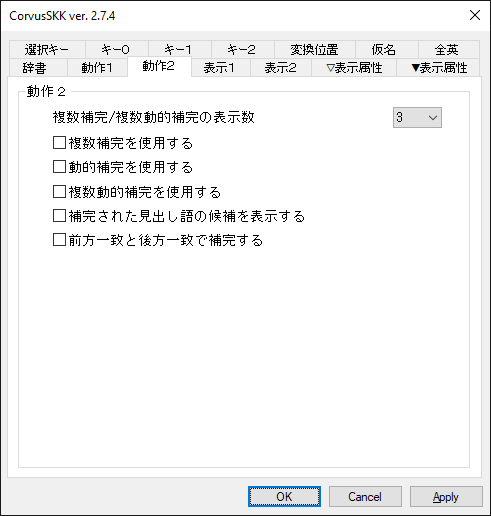 CorvusSKK ver. 2.7.4
選択キー キー0 キー1 キー2 変換位置 仮名 全英
辞書 動作1 動作2 表示1 表示2 ▽表示属性 ▼表示属性
動作２
複数補完/複数動的補完の表示数 3
複数補完を使用する
動的補完を使用する
複数動的補完を使用する
補完された見出し語の候補を表示する
前方一致と後方一致で補完する
OK Cancel Apply